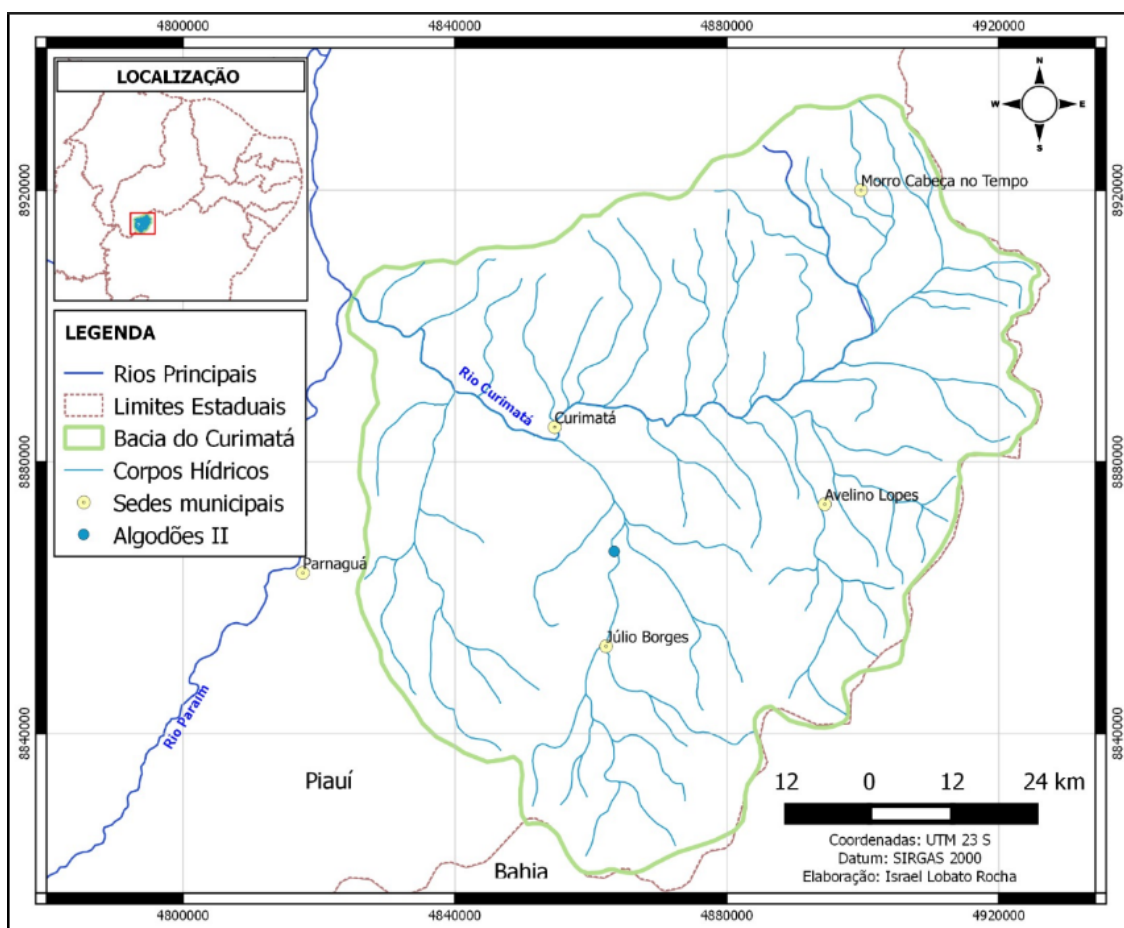 4800000
4840000
4880000
4920000
LOCALIZAÇÃO
N
W
E
S
8920000
8920000
Morro Cabeça no Tempo
LEGENDA
Rios Principais
Limites Estaduais
Bacia do Curimatá
Corpos Hídricos
Sedes municipais
Algodões II
Rio Curimatá
Curimatá
8880000
8880000
Avelino Lopes
Parnaguá
Júlio Borges
Rio Paraim
8840000
8840000
Piauí
Bahia
12 0 12 24 km
Coordenadas: UTM 23 S
Datum: SIRGAS 2000
Elaboração: Israel Lobato Rocha
4800000
4840000
4880000
4920000